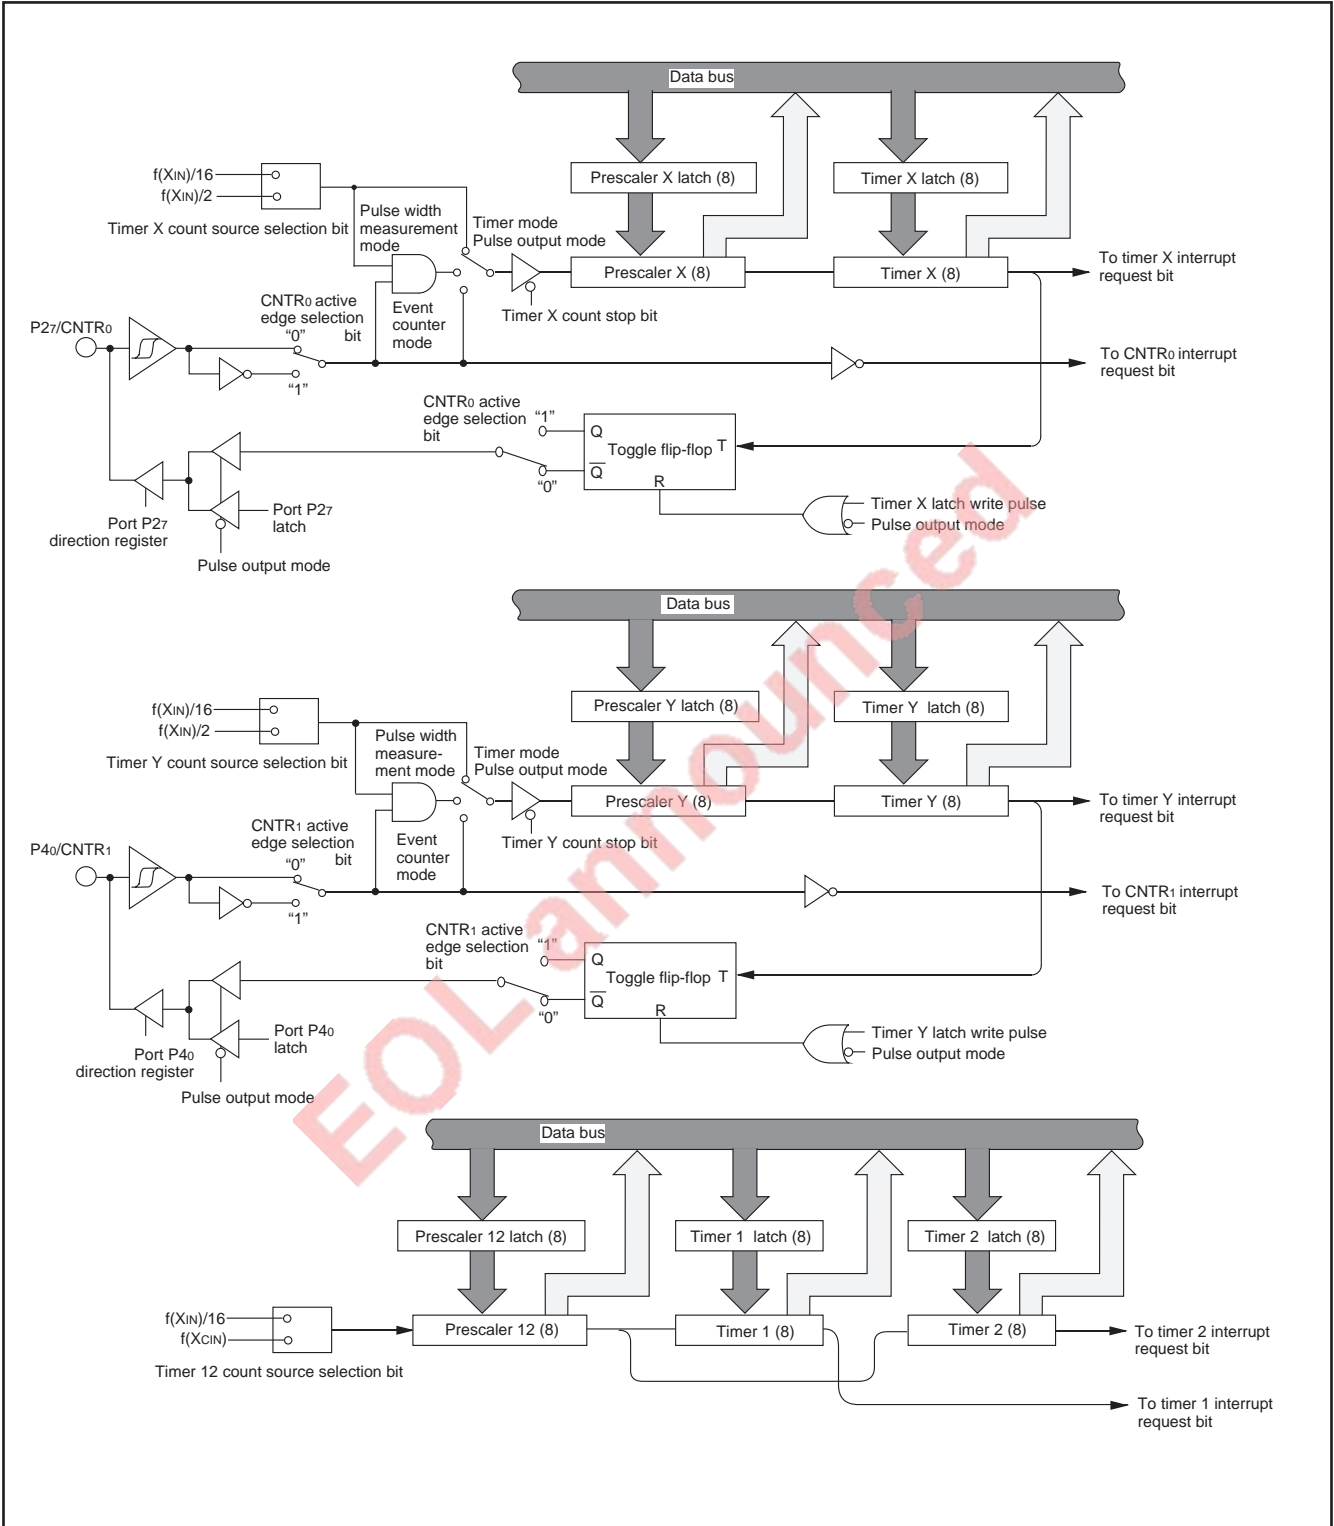 Data bus
f(XIN)/16
f(XIN)/2
Timer X count source selection bit
Prescaler X latch (8)
Timer X latch (8)
Pulse width
measurement
mode
Timer mode
Pulse output mode
Prescaler X (8)
Timer X (8)
To timer X interrupt
request bit
Timer X count stop bit
CNTR0 active
edge selection
bit
Event
counter
mode
P27/CNTR0
“0”
“1”
To CNTR0 interrupt
request bit
CNTR0 active
edge selection
bit
“1”
“0”
Q
Toggle flip-flop
T
Q
R
Timer X latch write pulse
Pulse output mode
Port P27
latch
Port P27
direction register
Pulse output mode
Data bus
f(XIN)/16
f(XIN)/2
Timer Y count source selection bit
Prescaler Y latch (8)
Timer Y latch (8)
Pulse width
measure-
ment mode
Timer mode
Pulse output mode
Prescaler Y (8)
Timer Y (8)
To timer Y interrupt
request bit
Timer Y count stop bit
CNTR1 active
edge selection
bit
Event
counter
mode
P40/CNTR1
“0”
“1”
To CNTR1 interrupt
request bit
CNTR1 active
edge selection
bit
“1”
“0”
Q
Toggle flip-flop
T
Q
R
Timer Y latch write pulse
Pulse output mode
Port P40
latch
Port P40
direction register
Pulse output mode
Data bus
Prescaler 12 latch (8)
Timer 1 latch (8)
Timer 2 latch (8)
f(XIN)/16
f(XCIN)
Timer 12 count source selection bit
Prescaler 12 (8)
Timer 1 (8)
Timer 2 (8)
To timer 2 interrupt
request bit
To timer 1 interrupt
request bit
EOL announced